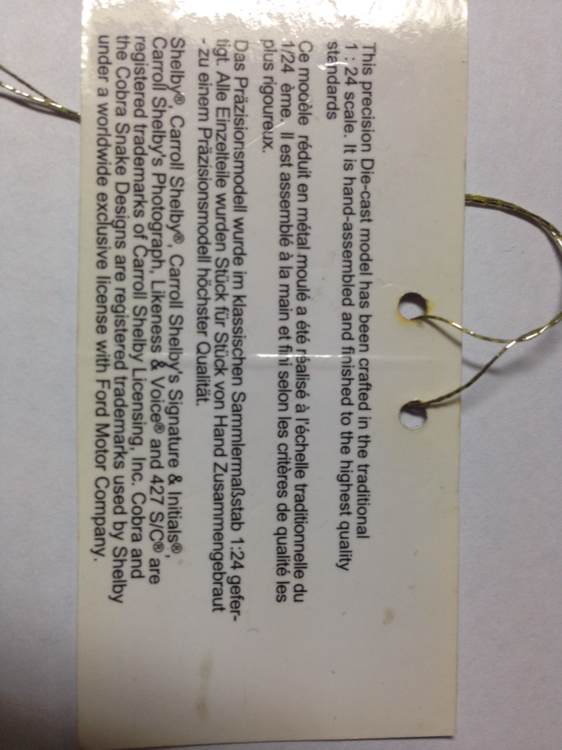 This precision Die-cast model has been crafted in the traditional
1 : 24 scale. It is hand-assembled and finished to the highest quality
standards
Ce mooèle réduit en métal moulé a été réalisé à l'échelle traditionnelle du
1/24 ème. Il est assemblé à la main et fini selon les critères de qualité les
plus rigoureux.
Das Präzisionsmodell wurde im klassischen Sammlermaßstab 1:24 gefer-
tigt. Alle Einzelteile wurden Stück für Stück von Hand Zusammengebraut
- zu einem Präzisionsmodell höchster Qualität.
Shelby®, Carroll Shelby®, Carroll Shelby's Signature & Initials®,
Carroll Shelby's Photograph, Likeness & Voice® and 427 S/C® are
registered trademarks of Carroll Shelby Licensing, Inc. Cobra and
the Cobra Snake Designs are registered trademarks used by Shelby
under a worldwide exclusive license with Ford Motor Company.